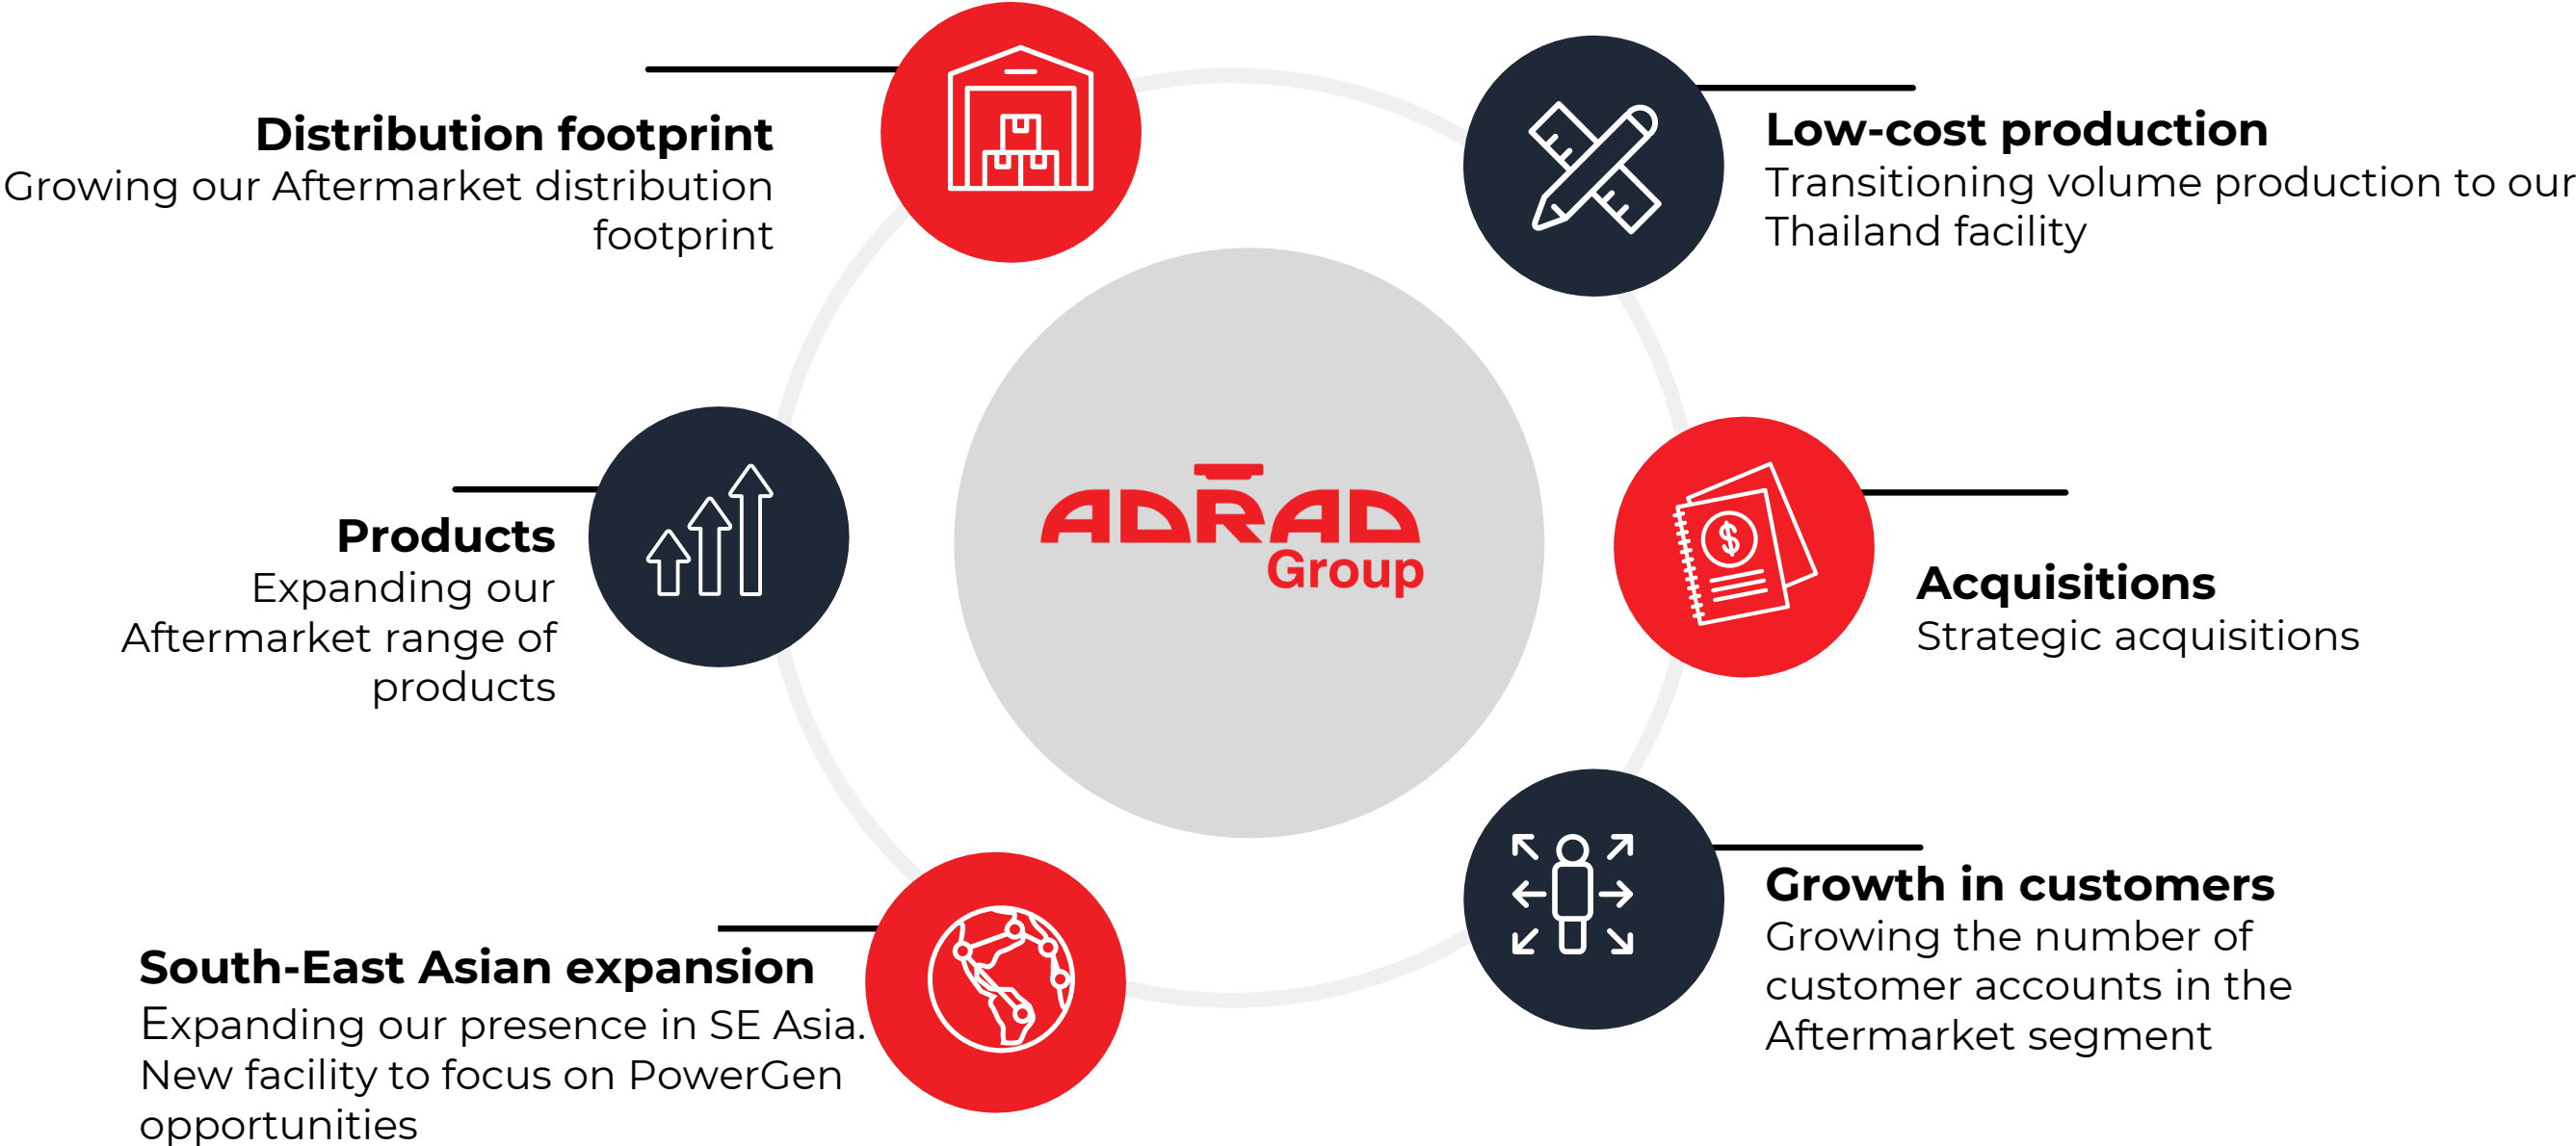 Distribution footprint
Growing our Aftermarket distribution
footprint
Low-cost production
Transitioning volume production to our
Thailand facility
Products
Expanding our
Aftermarket range of
products
ADRAD
Group
Acquisitions
Strategic acquisitions
South-East Asian expansion
Expanding our presence in SE Asia.
New facility to focus on PowerGen
opportunities
Growth in customers
Growing the number of
customer accounts in the
Aftermarket segment